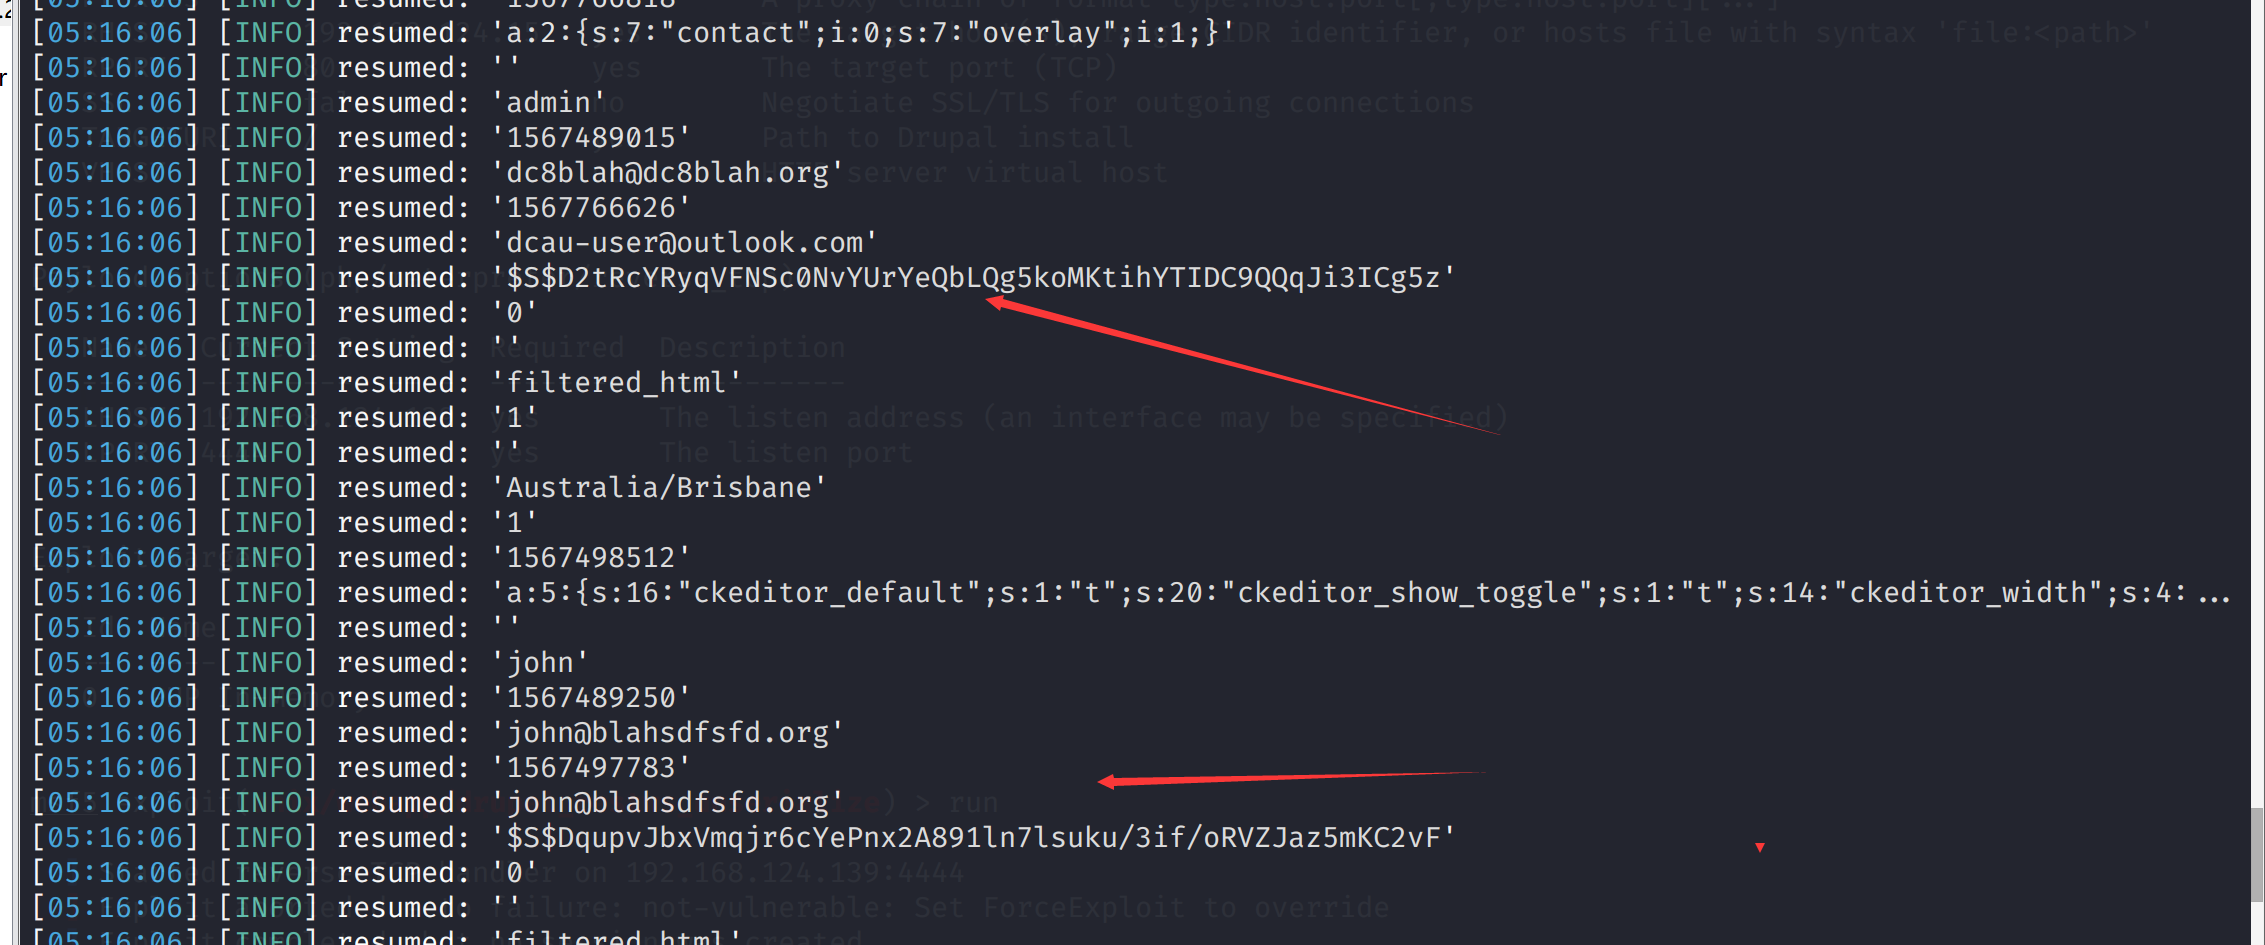 [05:16:06] [INFO] resumed: '1567766818'
[05:16:06] [INFO] resumed: 'a:2:{s:7:"contact";i:0;s:7:"overlay";i:1;}'
[05:16:06] [INFO] resumed: ''
[05:16:06] [INFO] resumed: 'admin'
[05:16:06] [INFO] resumed: '1567489015'
[05:16:06] [INFO] resumed: 'dc8blah@dc8blah.org'
[05:16:06] [INFO] resumed: '1567766626'
[05:16:06] [INFO] resumed: 'dcau-user@outlook.com'
[05:16:06] [INFO] resumed: '$S$D2tRcYRyqVFNSc0NvYUrYeQbLQg5koMKtihYTIDC9QQqJi3ICg5z'
[05:16:06] [INFO] resumed: '0'
[05:16:06] [INFO] resumed: ''
[05:16:06] [INFO] resumed: 'filtered_html'
[05:16:06] [INFO] resumed: '1'
[05:16:06] [INFO] resumed: ''
[05:16:06] [INFO] resumed: 'Australia/Brisbane'
[05:16:06] [INFO] resumed: '1'
[05:16:06] [INFO] resumed: '1567498512'
[05:16:06] [INFO] resumed: 'a:5:{s:16:"ckeditor_default";s:1:"t";s:20:"ckeditor_show_toggle";s:1:"t";s:14:"ckeditor_width";s:4: ...
[05:16:06] [INFO] resumed: ''
[05:16:06] [INFO] resumed: 'john'
[05:16:06] [INFO] resumed: '1567489250'
[05:16:06] [INFO] resumed: 'john@blahsdfsfd.org'
[05:16:06] [INFO] resumed: '1567497783'
[05:16:06] [INFO] resumed: 'john@blahsdfsfd.org'
[05:16:06] [INFO] resumed: '$S$DqupvJbxVmqjr6cYePnx2A891ln7lsuku/3if/oRVZJaz5mKC2vF'
[05:16:06] [INFO] resumed: '0'
[05:16:06] [INFO] resumed: ''
[05:16:06] [INFO] resumed: 'filtered_html'